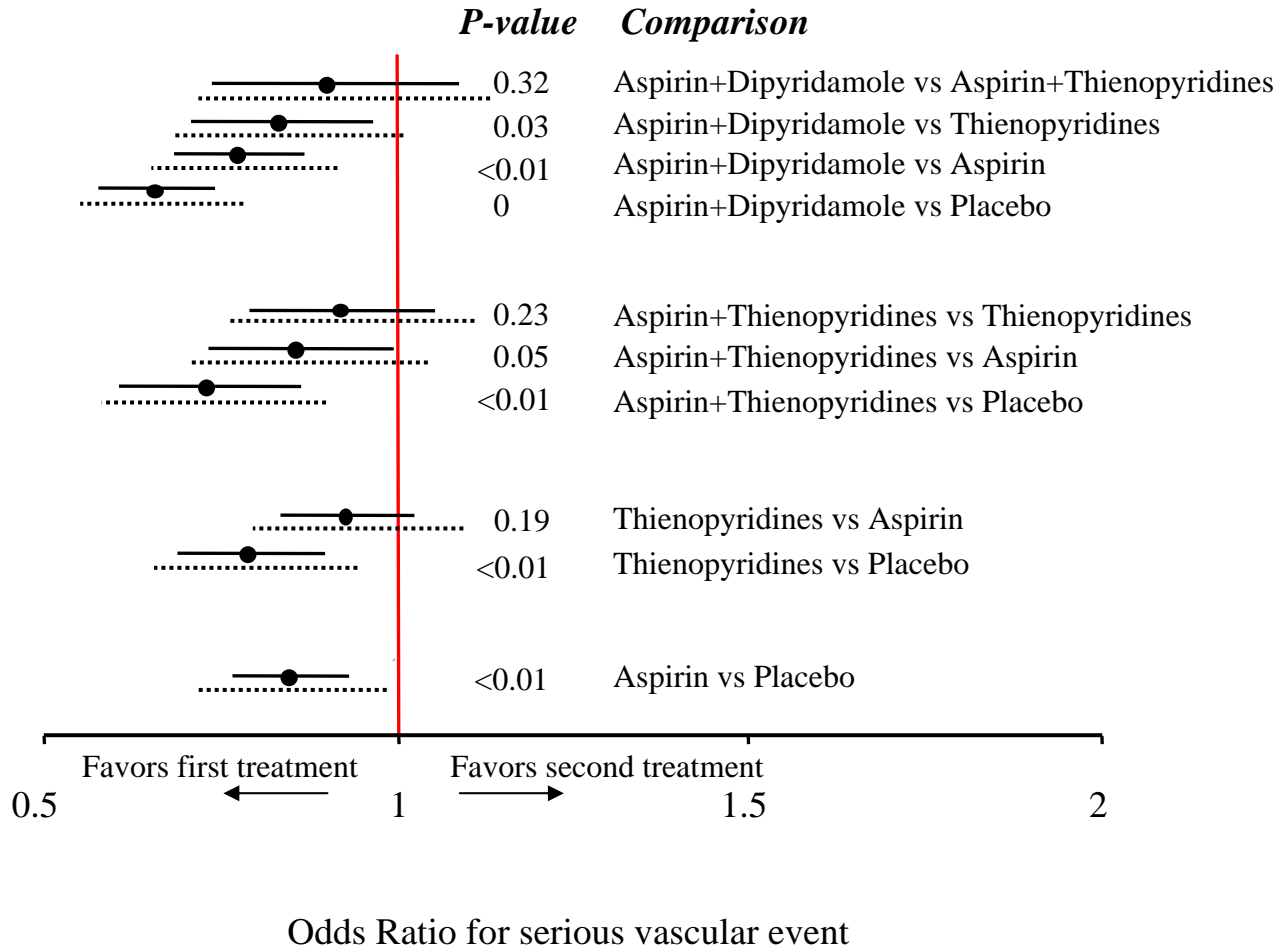 P-value Comparison
0.32 Aspirin+Dipyridamole vs Aspirin+Thienopyridines
0.03 Aspirin+Dipyridamole vs Thienopyridines
<0.01 Aspirin+Dipyridamole vs Aspirin
0 Aspirin+Dipyridamole vs Placebo
0.23 Aspirin+Thienopyridines vs Thienopyridines
0.05 Aspirin+Thienopyridines vs Aspirin
<0.01 Aspirin+Thienopyridines vs Placebo
0.19 Thienopyridines vs Aspirin
<0.01 Thienopyridines vs Placebo
<0.01 Aspirin vs Placebo
Favors first treatment Favors second treatment
0.5 1 1.5 2
Odds Ratio for serious vascular event